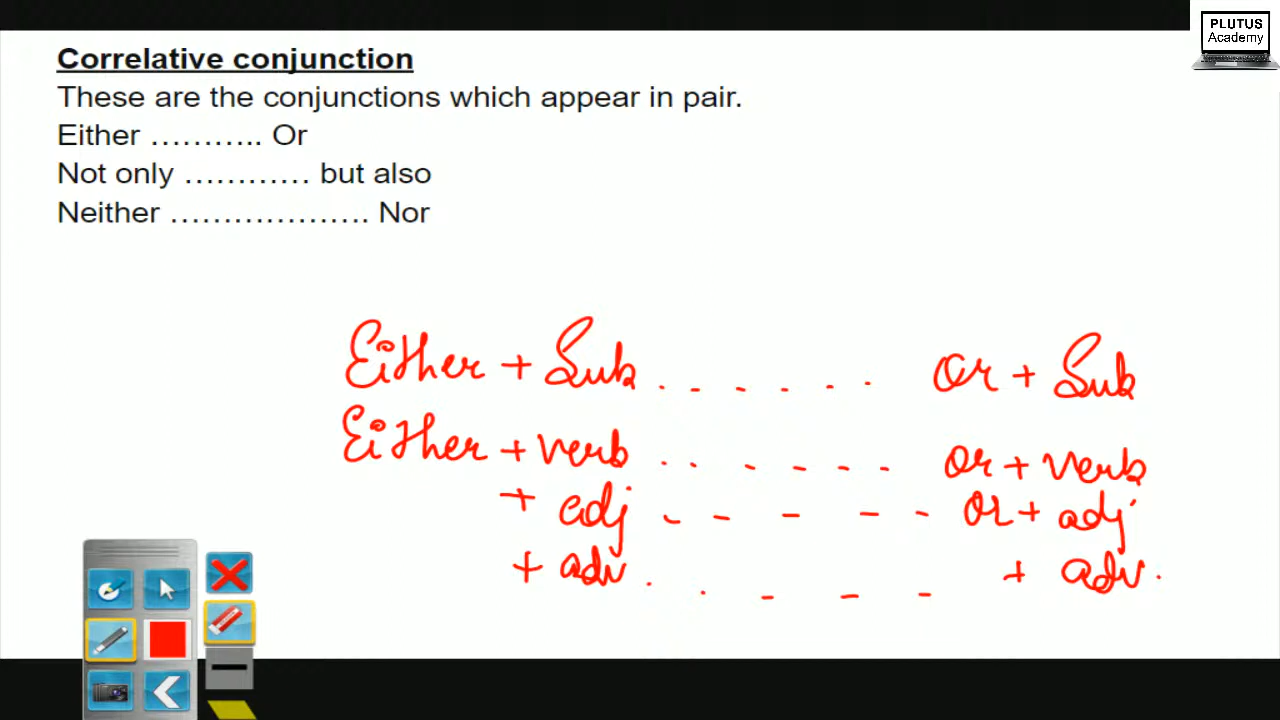 PLUTUS
Academy
Correlative conjunction
These are the conjunctions which appear in pair.
Either ……….. Or
Not only ………… but also
Neither ………………. Nor
Either + Sub . . - - . . or + Sub
Either + verb . . - - - - or + verb
+ adj - - - - - or + adj
+ adv . . - - - + adv.